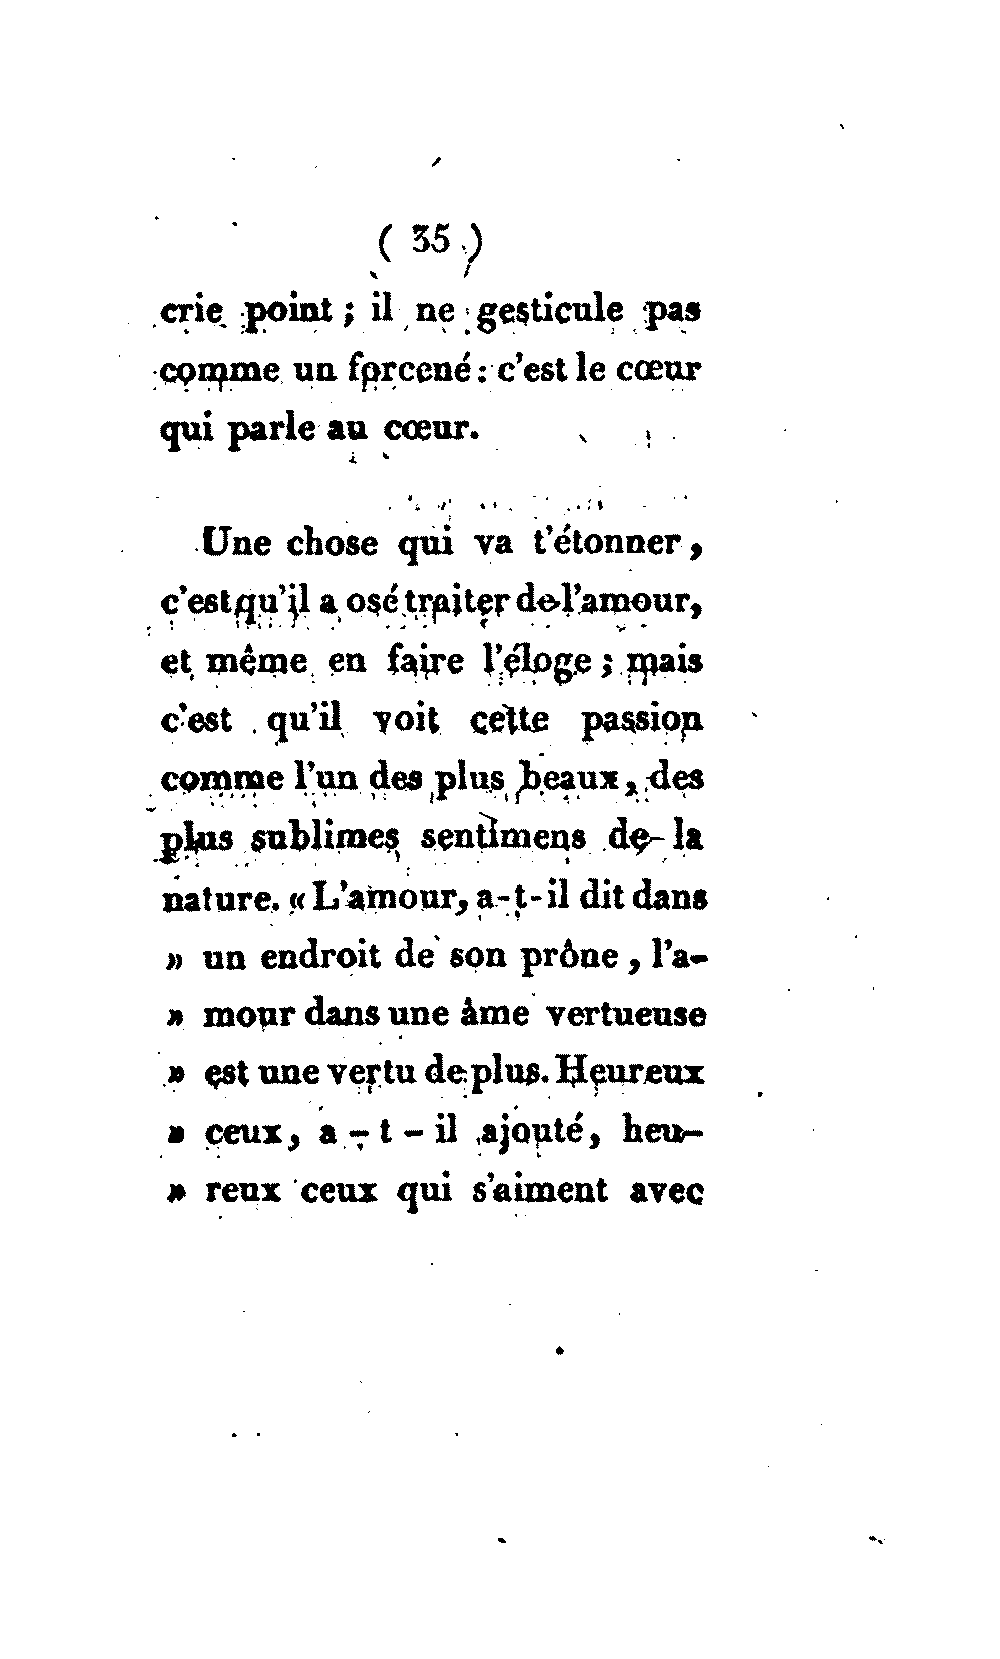 ( 35 )
crie point ; il ne gesticule pas
comme un forcené : c'est le cœur
qui parle au cœur.
Une chose qui va t'étonner,
c'est qu'il a osé traiter de l'amour,
et même en faire l'éloge ; mais
c'est qu'il voit cette passion
comme l'un des plus beaux, des
plus sublimes sentimens de la
nature. « L'amour, a-t-il dit dans
» un endroit de son prône, l'a-
» mour dans une âme vertueuse
» est une vertu de plus. Heureux
» ceux, a-t-il ajouté, heu-
» reux ceux qui s'aiment avec